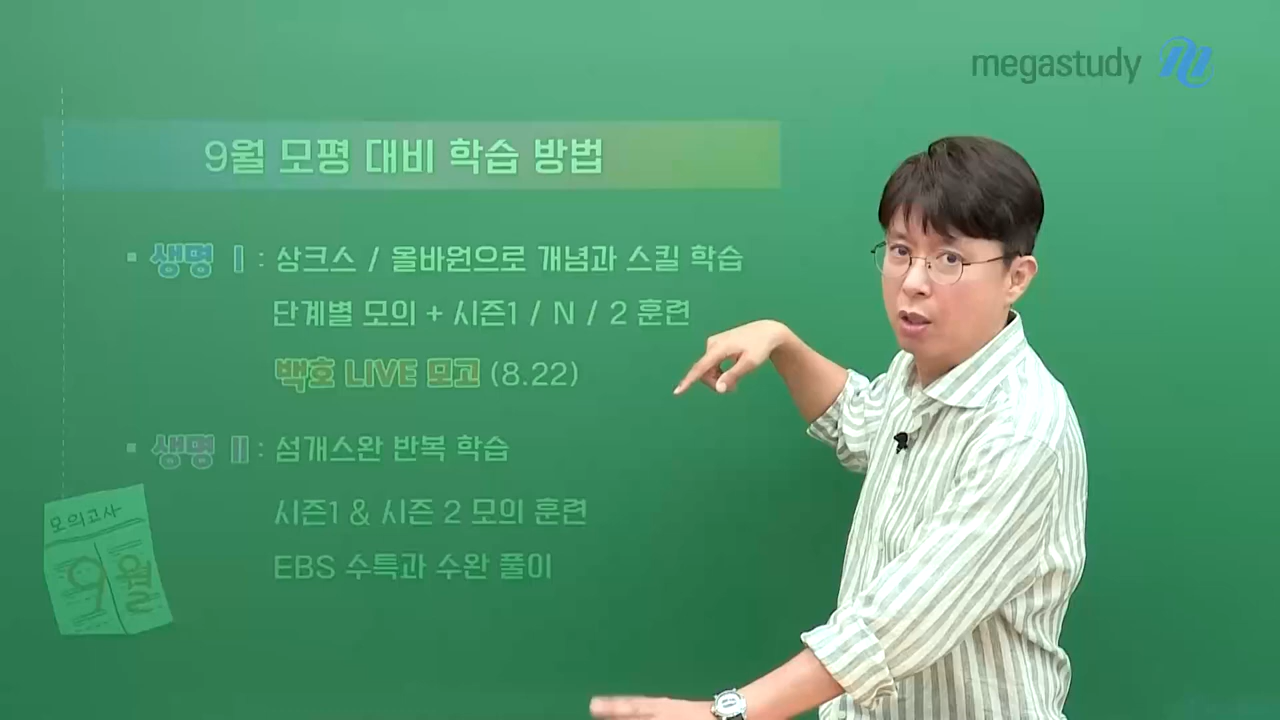 megastudy
9월 모평 대비 학습 방법
▪ 생명 I : 상크스 / 올바원으로 개념과 스킬 학습
단계별 모의 + 시즌1 / N / 2 훈련
백호 LIVE 모고 (8.22)
▪ 생명 II : 섬개스완 반복 학습
시즌1 & 시즌 2 모의 훈련
EBS 수특과 수완 풀이
모의고사
9월